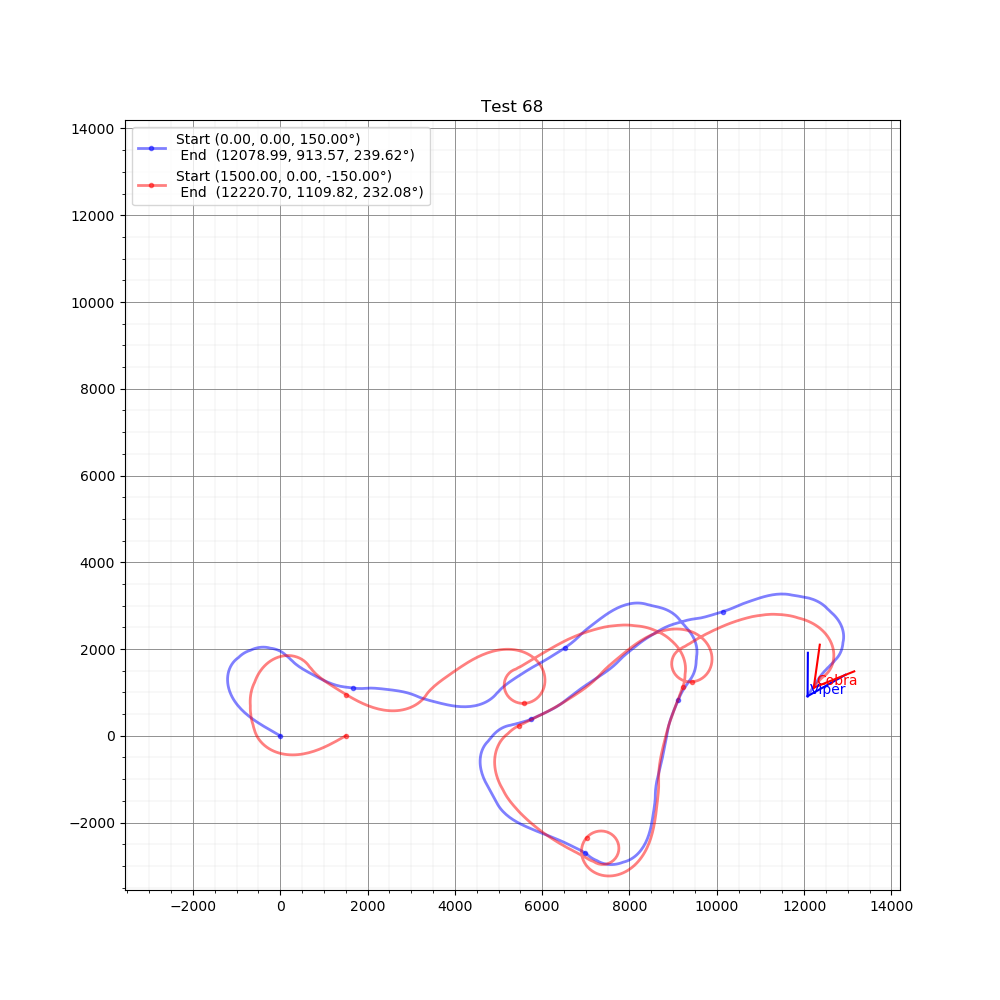 Test 68
Start (0.00, 0.00, 150.00°)
End (12078.99, 913.57, 239.62°)
Start (1500.00, 0.00, -150.00°)
End (12220.70, 1109.82, 232.08°)
14000
12000
10000
8000
6000
4000
2000
0
−2000
Cobra
Viper
−2000 0 2000 4000 6000 8000 10000 12000 14000